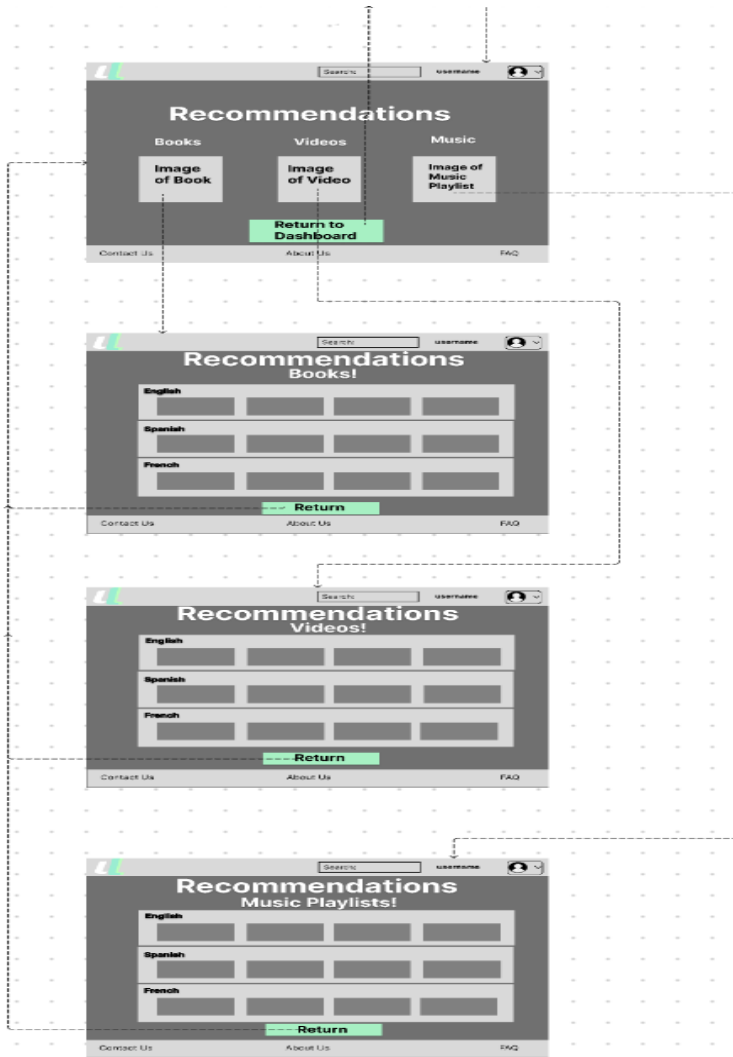 Search: Username
Recommendations
Books Videos Music
Image of Book
Image of Video
Image of Music Playlist
Return to
Dashboard
Contact Us About Us FAQ
Search: Username
Recommendations
Books!
English
Spanish
French
Return
Contact Us About Us FAQ
Search: Username
Recommendations
Videos!
English
Spanish
French
Return
Contact Us About Us FAQ
Search: Username
Recommendations
Music Playlists!
English
Spanish
French
Return
Contact Us About Us FAQ